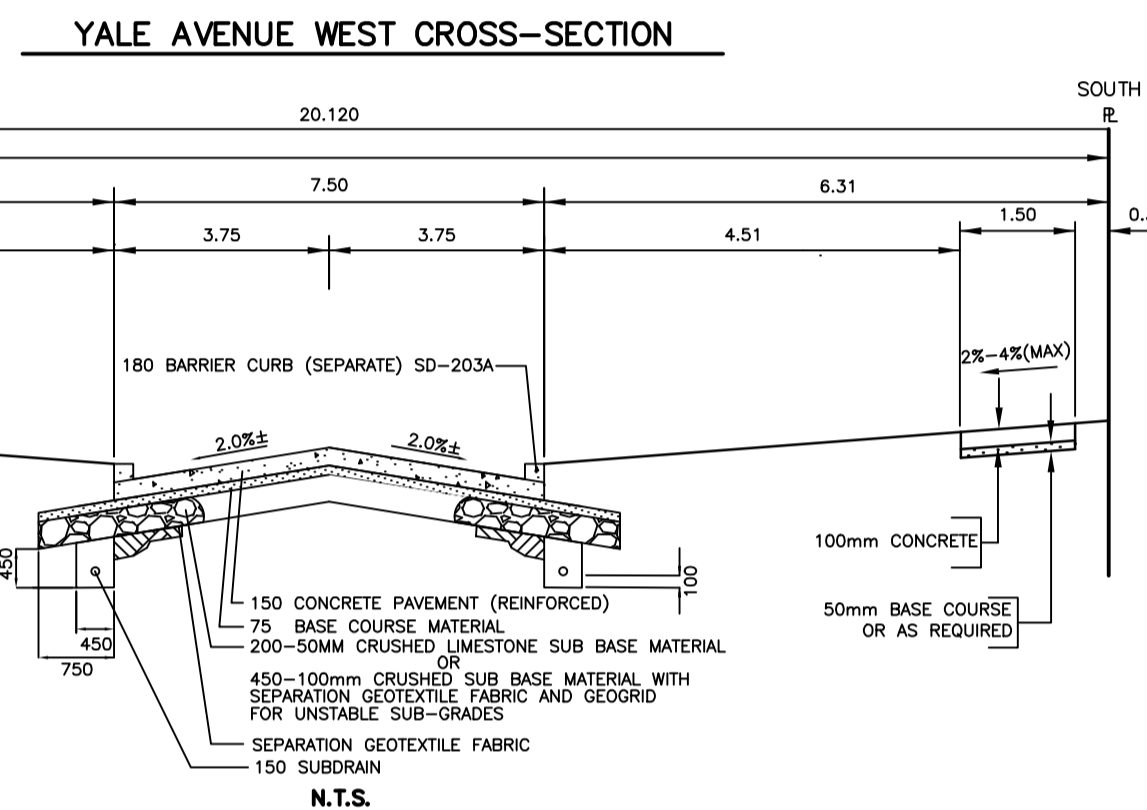 YALE AVENUE WEST CROSS-SECTION
SOUTH
20.120
PL
7.50
6.31
1.50
3.75
3.75
4.51
180 BARRIER CURB (SEPARATE) SD-203A
2%-4%(MAX)
2.0%±
2.0%±
450
100
100mm CONCRETE
150 CONCRETE PAVEMENT (REINFORCED)
75 BASE COURSE MATERIAL
50mm BASE COURSE
OR AS REQUIRED
450
750
200-50MM CRUSHED LIMESTONE SUB BASE MATERIAL
OR
450-100mm CRUSHED SUB BASE MATERIAL WITH
SEPARATION GEOTEXTILE FABRIC AND GEOGRID
FOR UNSTABLE SUB-GRADES
SEPARATION GEOTEXTILE FABRIC
150 SUBDRAIN
N.T.S.